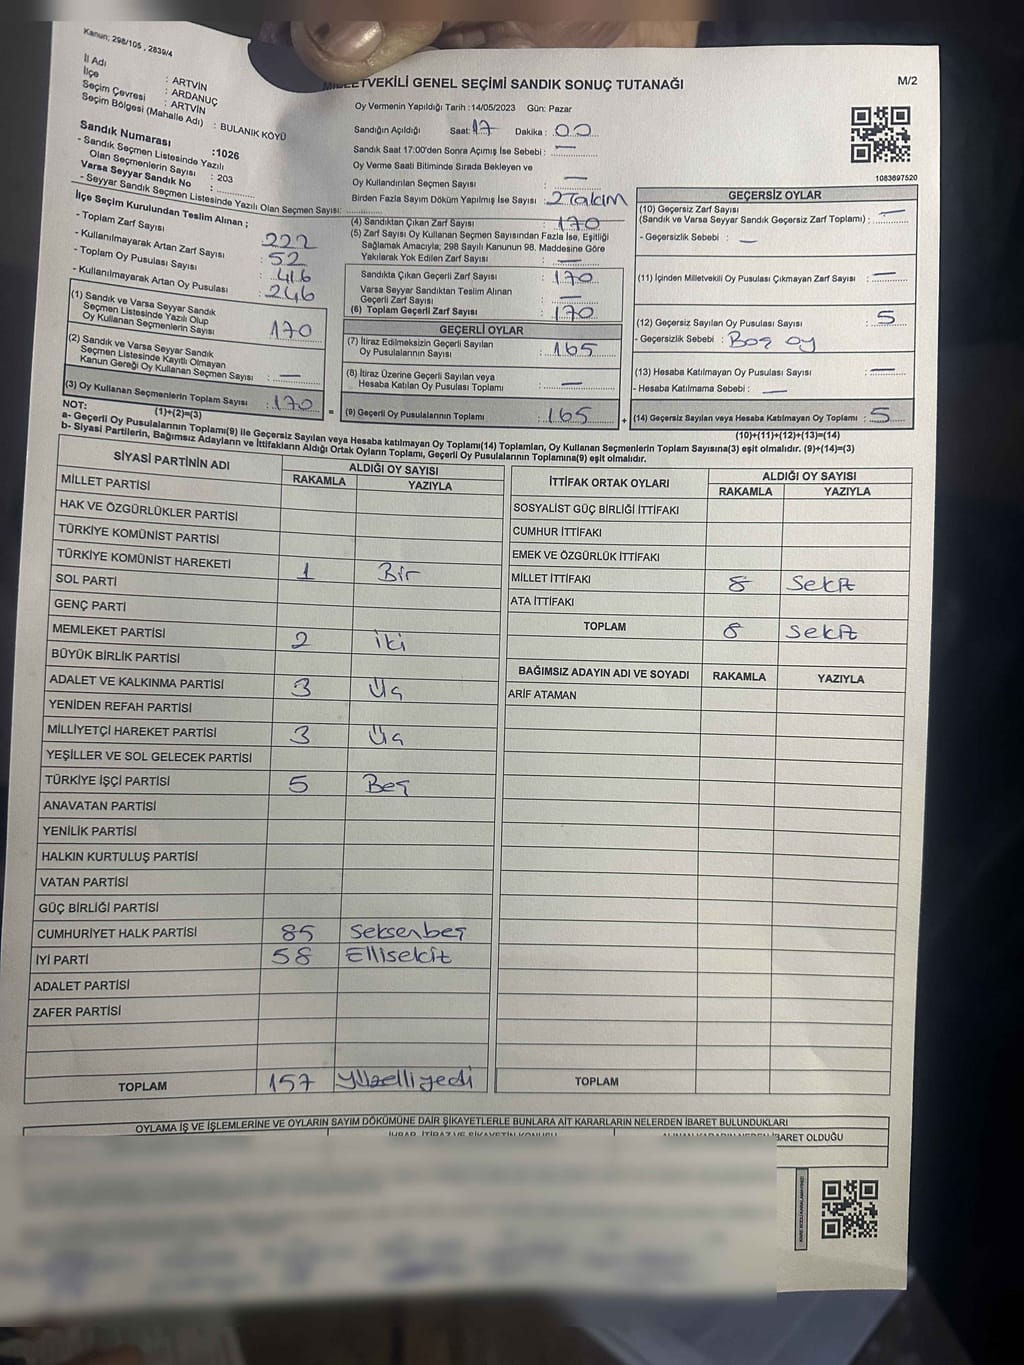 Kanun; 298/105 , 2839/4
İl Adı : ARTVİN
İlçe : ARDANUÇ
Seçim Çevresi : ARTVİN
Seçim Bölgesi (Mahalle Adı) : BULANIK KÖYÜ
Sandık Numarası :1026
- Sandık Seçmen Listesinde Yazılı
Olan Seçmenlerin Sayısı : 203
Varsa Seyyar Sandık No :
- Seyyar Sandık Seçmen Listesinde Yazılı Olan Seçmen Sayısı:
İlçe Seçim Kurulundan Teslim Alınan ;
- Toplam Zarf Sayısı 222
- Kullanılmayarak Artan Zarf Sayısı : 52
- Toplam Oy Pusulası Sayısı : 416
- Kullanılmayarak Artan Oy Pusulası : 246
(1) Sandık ve Varsa Seyyar Sandık
Seçmen Listesinde Yazılı Olup
Oy Kullanan Seçmenlerin Sayısı 170
(2) Sandık ve Varsa Seyyar Sandık
Seçmen Listesinde Kayıtlı Olmayan
Kanun Gereği Oy Kullanan Seçmen Sayısı : —
(3) Oy Kullanan Seçmenlerin Toplam Sayısı : 170
(1)+(2)=(3)
MİLLETVEKİLİ GENEL SEÇİMİ SANDIK SONUÇ TUTANAĞI
M/2
Oy Vermenin Yapıldığı Tarih :14/05/2023 Gün: Pazar
Sandığın Açıldığı Saat: 17 Dakika : 00
Sandık Saat 17:00'den Sonra Açımış İse Sebebi : —
Oy Verme Saati Bitiminde Sırada Bekleyen ve
Oy Kullandırılan Seçmen Sayısı : —
Birden Fazla Sayım Döküm Yapılmış İse Sayısı : 2 Takım
(4) Sandıktan Çıkan Zarf Sayısı : 170
(5) Zarf Sayısı Oy Kullanan Seçmen Sayısından Fazla İse, Eşitliği
Sağlamak Amacıyla; 298 Sayılı Kanunun 98. Maddesine Göre
Yakılarak Yok Edilen Zarf Sayısı : —
Sandıkta Çıkan Geçerli Zarf Sayısı : 170
Varsa Seyyar Sandıktan Teslim Alınan
Geçerli Zarf Sayısı : —
(6) Toplam Geçerli Zarf Sayısı : 170
GEÇERLİ OYLAR
(7) İtiraz Edilmeksizin Geçerli Sayılan
Oy Pusulalarının Sayısı : 165
(8) İtiraz Üzerine Geçerli Sayılan veya
Hesaba Katılan Oy Pusulası Toplamı : —
= (9) Geçerli Oy Pusulalarının Toplamı : 165 +
1083697520
GEÇERSİZ OYLAR
(10) Geçersiz Zarf Sayısı
(Sandık ve Varsa Seyyar Sandık Geçersiz Zarf Toplamı) : —
- Geçersizlik Sebebi : —
(11) İçinden Milletvekili Oy Pusulası Çıkmayan Zarf Sayısı : —
(12) Geçersiz Sayılan Oy Pusulası Sayısı : 5
- Geçersizlik Sebebi : Boş oy
(13) Hesaba Katılmayan Oy Pusulası Sayısı : —
- Hesaba Katılmama Sebebi : —
(14) Geçersiz Sayılan veya Hesaba Katılmayan Oy Toplamı : 5
(10)+(11)+(12)+(13)=(14)
NOT:
a- Geçerli Oy Pusulalarının Toplamı(9) ile Geçersiz Sayılan veya Hesaba katılmayan Oy Toplamı(14) Toplamları, Oy Kullanan Seçmenlerin Toplam Sayısına(3) eşit olmalıdır. (9)+(14)=(3)
b- Siyasi Partilerin, Bağımsız Adayların ve İttifakların Aldığı Ortak Oyların Toplamı, Geçerli Oy Pusulalarının Toplamına(9) eşit olmalıdır.
SİYASİ PARTİNİN ADI ALDIĞI OY SAYISI
RAKAMLA YAZIYLA
MİLLET PARTİSİ
HAK VE ÖZGÜRLÜKLER PARTİSİ
TÜRKİYE KOMÜNİST PARTİSİ
TÜRKİYE KOMÜNİST HAREKETİ 1 Bir
SOL PARTİ
GENÇ PARTİ
MEMLEKET PARTİSİ 2 iki
BÜYÜK BİRLİK PARTİSİ
ADALET VE KALKINMA PARTİSİ 3 Üç
YENİDEN REFAH PARTİSİ
MİLLİYETÇİ HAREKET PARTİSİ 3 Üç
YEŞİLLER VE SOL GELECEK PARTİSİ
TÜRKİYE İŞÇİ PARTİSİ 5 Beş
ANAVATAN PARTİSİ
YENİLİK PARTİSİ
HALKIN KURTULUŞ PARTİSİ
VATAN PARTİSİ
GÜÇ BİRLİĞİ PARTİSİ
CUMHURİYET HALK PARTİSİ 85 Seksenbeş
İYİ PARTİ 58 Ellisekiz
ADALET PARTİSİ
ZAFER PARTİSİ
TOPLAM 157 Yüzelliyedi
İTTİFAK ORTAK OYLARI ALDIĞI OY SAYISI
RAKAMLA YAZIYLA
SOSYALİST GÜÇ BİRLİĞİ İTTİFAKI
CUMHUR İTTİFAKI
EMEK VE ÖZGÜRLÜK İTTİFAKI
MİLLET İTTİFAKI 8 Sekiz
ATA İTTİFAKI
TOPLAM 8 Sekiz
BAĞIMSIZ ADAYIN ADI VE SOYADI RAKAMLA YAZIYLA
ARİF ATAMAN
TOPLAM
OYLAMA İŞ VE İŞLEMLERİNE VE OYLARIN SAYIM DÖKÜMÜNE DAİR ŞİKAYETLERLE BUNLARA AİT KARARLARIN NELERDEN İBARET BULUNDUKLARI
İHBAR, İTİRAZ VE ŞİKAYETİN KONUSU ALINAN KARARIN NEDEN İBARET OLDUĞU